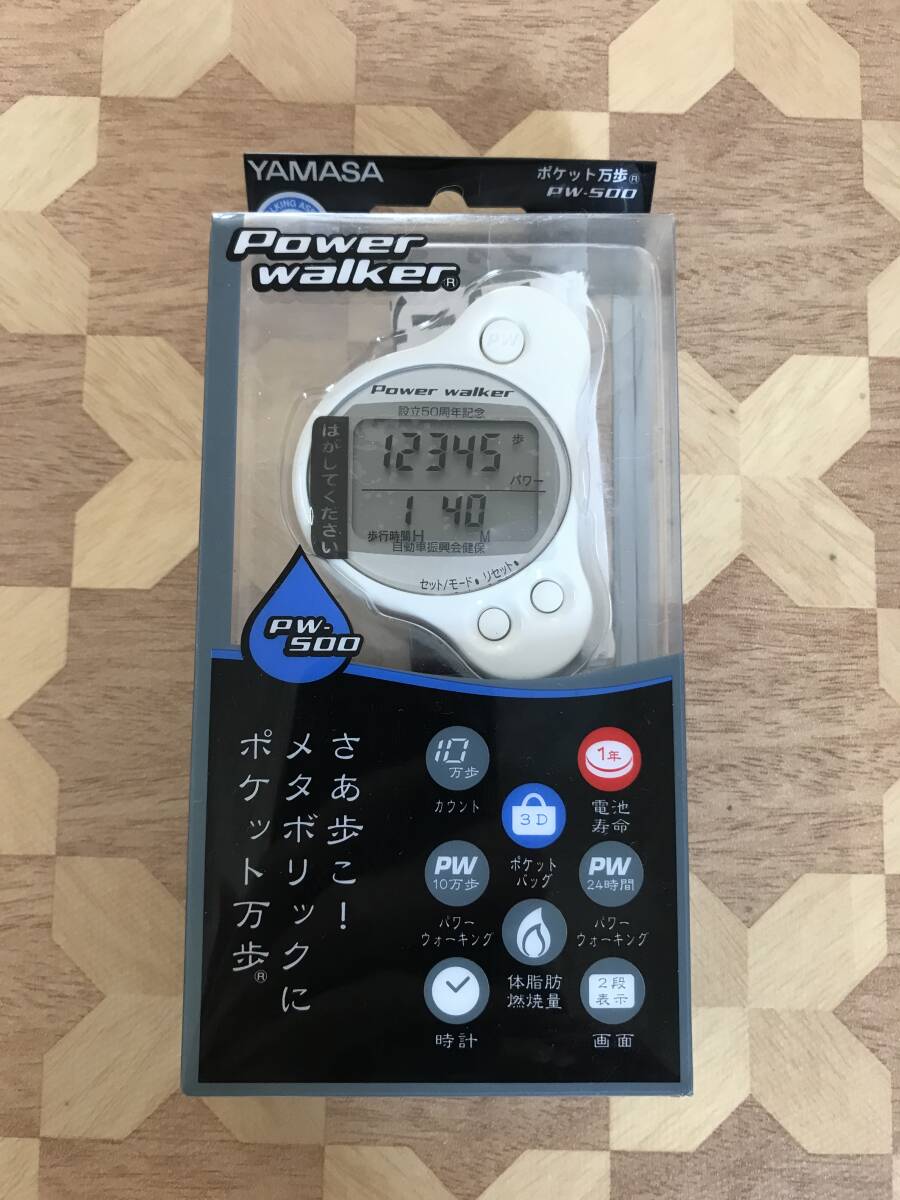 YAMASA
ポケット万歩®
PW-500
Power
walker®
PW
Power walker
設立50周年記念
はがしてください
12345 歩
パワー
1 40
歩行時間 H M
自動車振興会健保
セット/モード・ リセット・
PW-
500
さあ歩こ！
メタボリックに
ポケット万歩®
10
万歩
カウント
1年
電池
寿命
3D
ポケット
バッグ
PW
10万歩
パワー
ウォーキング
PW
24時間
パワー
ウォーキング
体脂肪
燃焼量
時計
2段
表示
画面